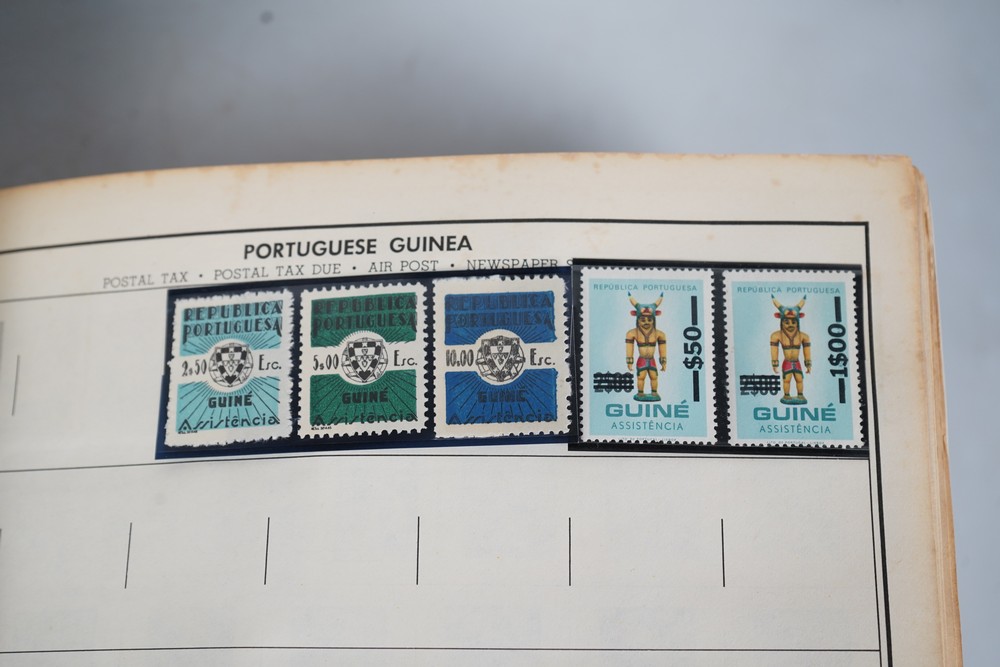 PORTUGUESE GUINEA
POSTAL TAX • POSTAL TAX DUE • AIR POST • NEWSPAPER
REPUBLICA
PORTUGUESA
2$50 Esc.
GUINÉ
Assistência
REPUBLICA
PORTUGUESA
5$00 Esc.
GUINÉ
Assistência
REPUBLICA
PORTUGUESA
10$00 Esc.
GUINÉ
Assistência
REPÚBLICA PORTUGUESA
$50
GUINÉ
ASSISTÊNCIA
REPÚBLICA PORTUGUESA
1$00
GUINÉ
ASSISTÊNCIA